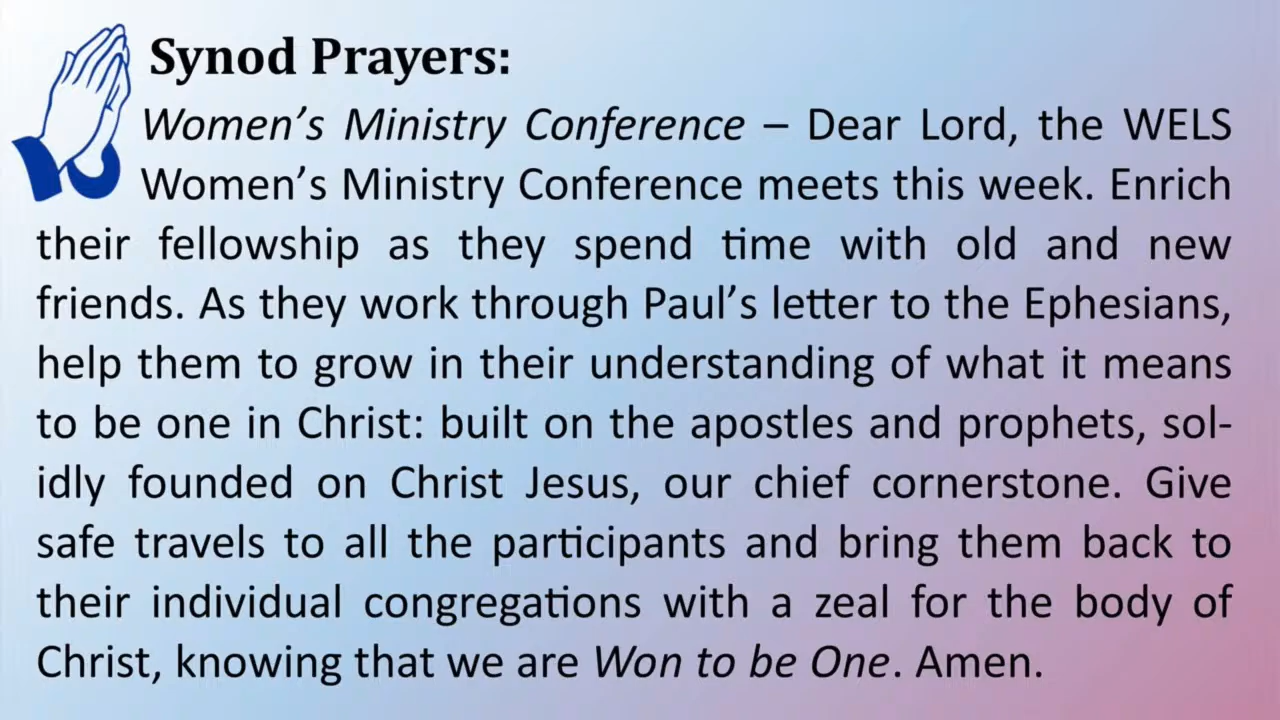 Synod Prayers:
Women’s Ministry Conference – Dear Lord, the WELS
Women’s Ministry Conference meets this week. Enrich
their fellowship as they spend time with old and new
friends. As they work through Paul’s letter to the Ephesians,
help them to grow in their understanding of what it means
to be one in Christ: built on the apostles and prophets, sol-
idly founded on Christ Jesus, our chief cornerstone. Give
safe travels to all the participants and bring them back to
their individual congregations with a zeal for the body of
Christ, knowing that we are Won to be One. Amen.